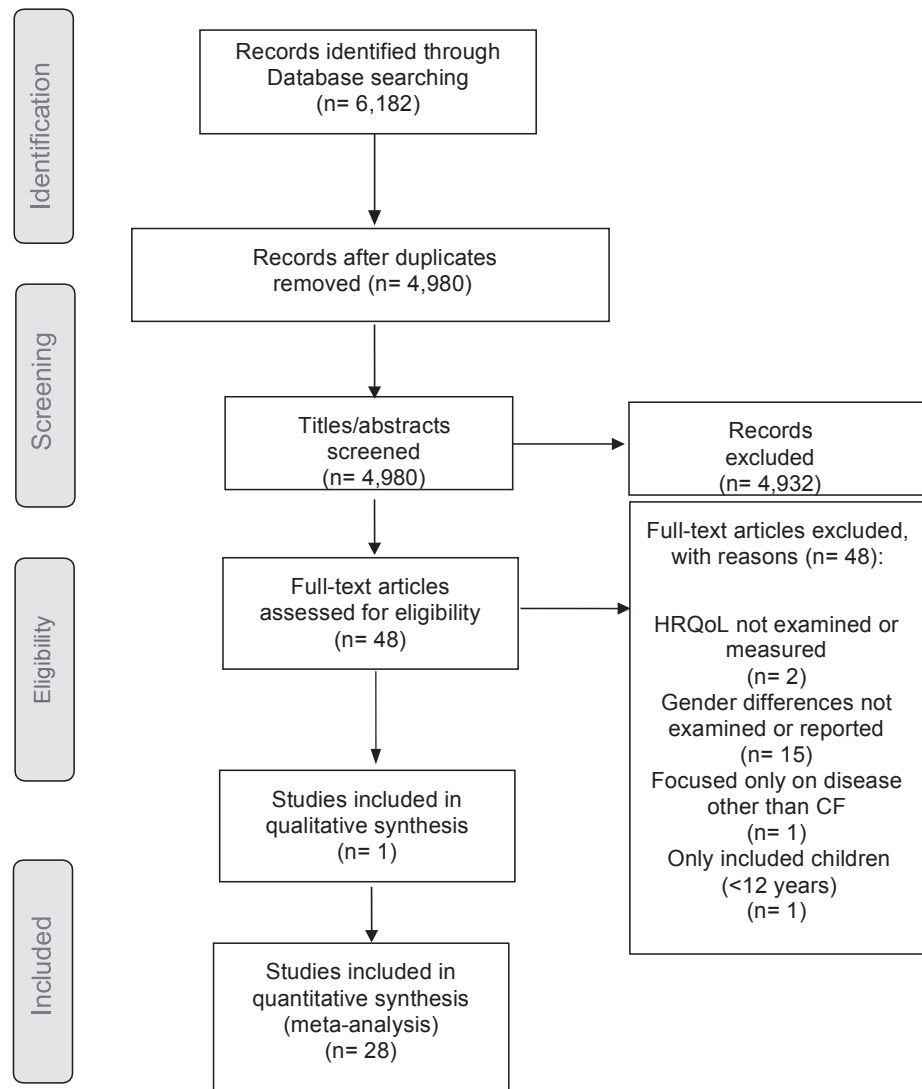 Identification
Records identified through
Database searching
(n= 6,182)
Records after duplicates
removed (n= 4,980)
Screening
Titles/abstracts
screened
(n= 4,980)
Records
excluded
(n= 4,932)
Eligibility
Full-text articles
assessed for eligibility
(n= 48)
Full-text articles excluded,
with reasons (n= 48):
HRQoL not examined or
measured
(n= 2)
Gender differences not
examined or reported
(n= 15)
Focused only on disease
other than CF
(n= 1)
Only included children
(<12 years)
(n= 1)
Studies included in
qualitative synthesis
(n= 1)
Included
Studies included in
quantitative synthesis
(meta-analysis)
(n= 28)